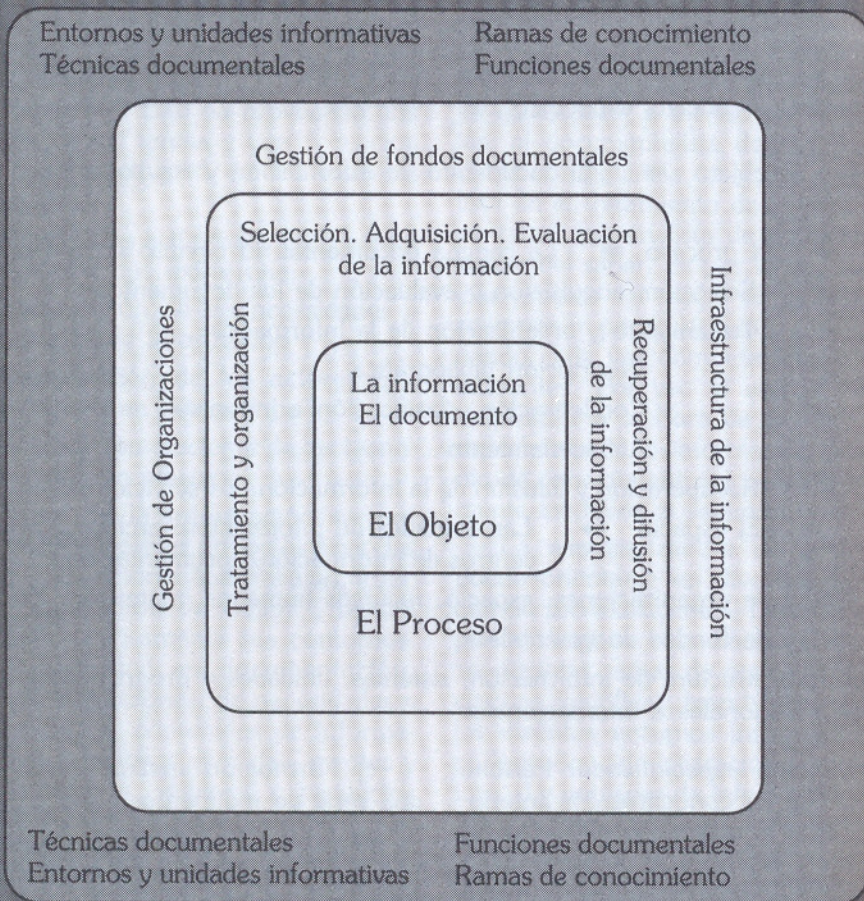 Entornos y unidades informativas
Técnicas documentales
Ramas de conocimiento
Funciones documentales
Gestión de fondos documentales
Selección. Adquisición. Evaluación
de la información
Gestión de Organizaciones
Tratamiento y organización
La información
El documento
El Objeto
Recuperación y difusión
de la información
Infraestructura de la información
El Proceso
Técnicas documentales
Entornos y unidades informativas
Funciones documentales
Ramas de conocimiento